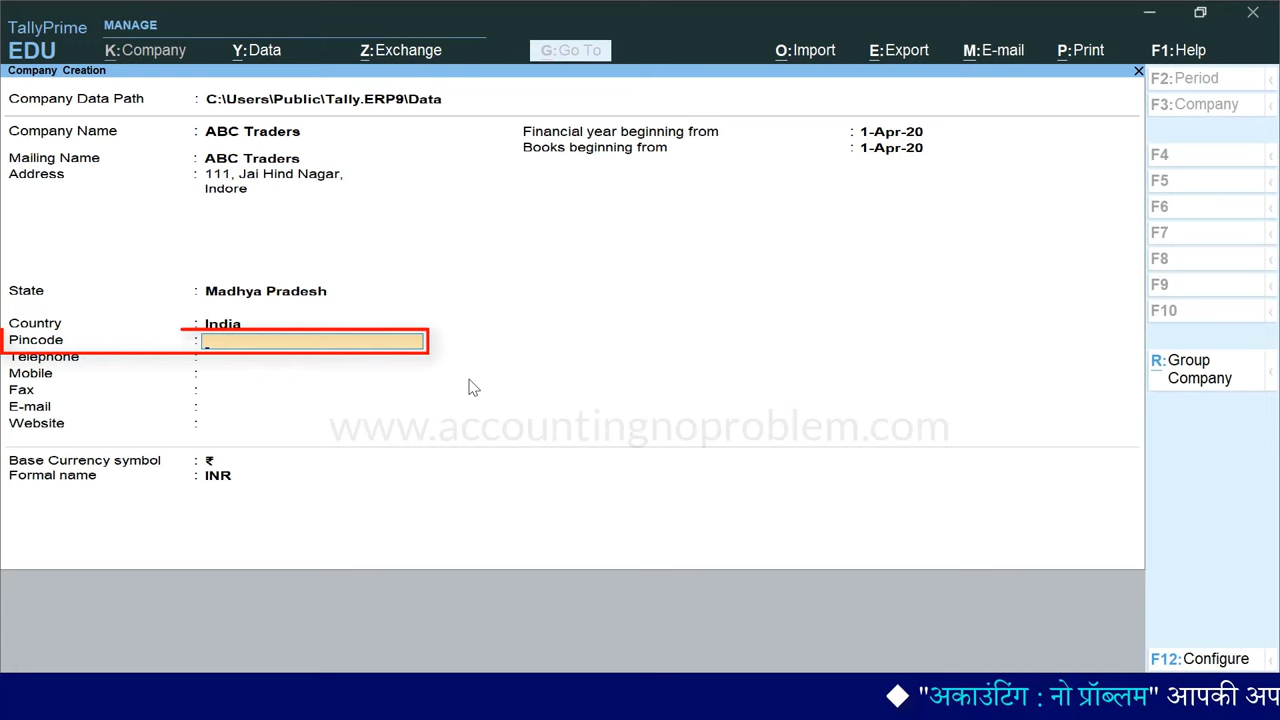 TallyPrime
EDU
MANAGE
K:Company
Y:Data
Z:Exchange
G:Go To
O:Import
E:Export
M:E-mail
P:Print
F1:Help
Company Creation
Company Data Path : C:\Users\Public\Tally.ERP9\Data
Company Name : ABC Traders
Financial year beginning from : 1-Apr-20
Mailing Name : ABC Traders
Books beginning from : 1-Apr-20
Address : 111, Jai Hind Nagar,
Indore
State : Madhya Pradesh
Country : India
Pincode :
Telephone
Mobile :
Fax :
E-mail :
Website :
www.accountingnoproblem.com
Base Currency symbol : ₹
Formal name : INR
F2:Period
F3:Company
F4
F5
F6
F7
F8
F9
F10
R:Group
Company
F12:Configure
◆ "अकाउंटिंग : नो प्रॉब्लम" आपकी अप